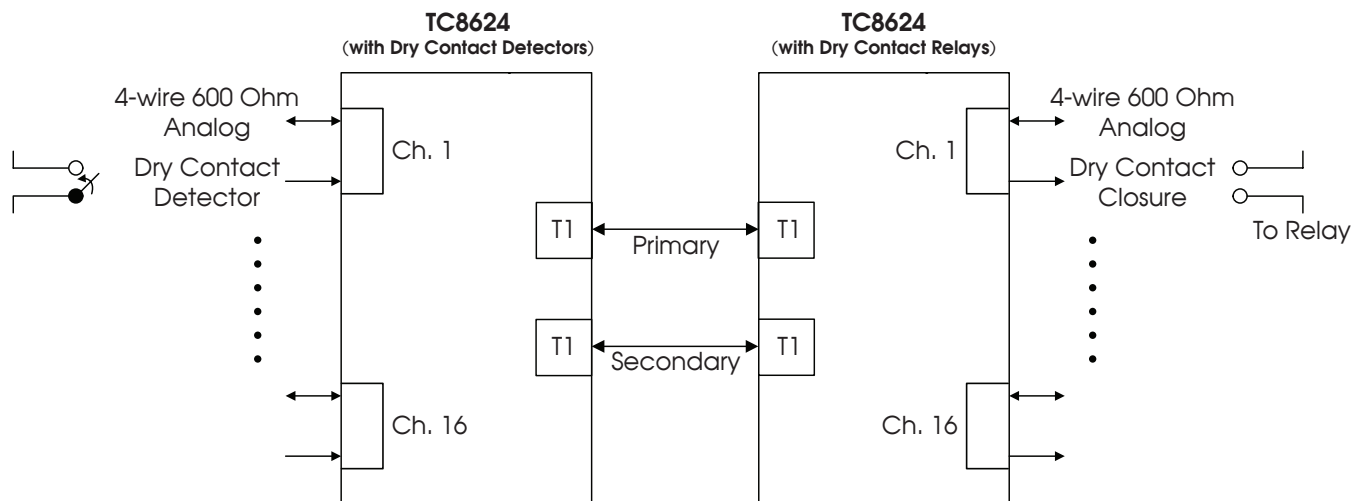 TC8624
(with Dry Contact Detectors)
TC8624
(with Dry Contact Relays)
4-wire 600 Ohm
Analog
Ch. 1
Dry Contact
Detector
Ch. 1
4-wire 600 Ohm
Analog
Dry Contact
Closure
To Relay
T1
Primary
T1
T1
Secondary
T1
Ch. 16
Ch. 16